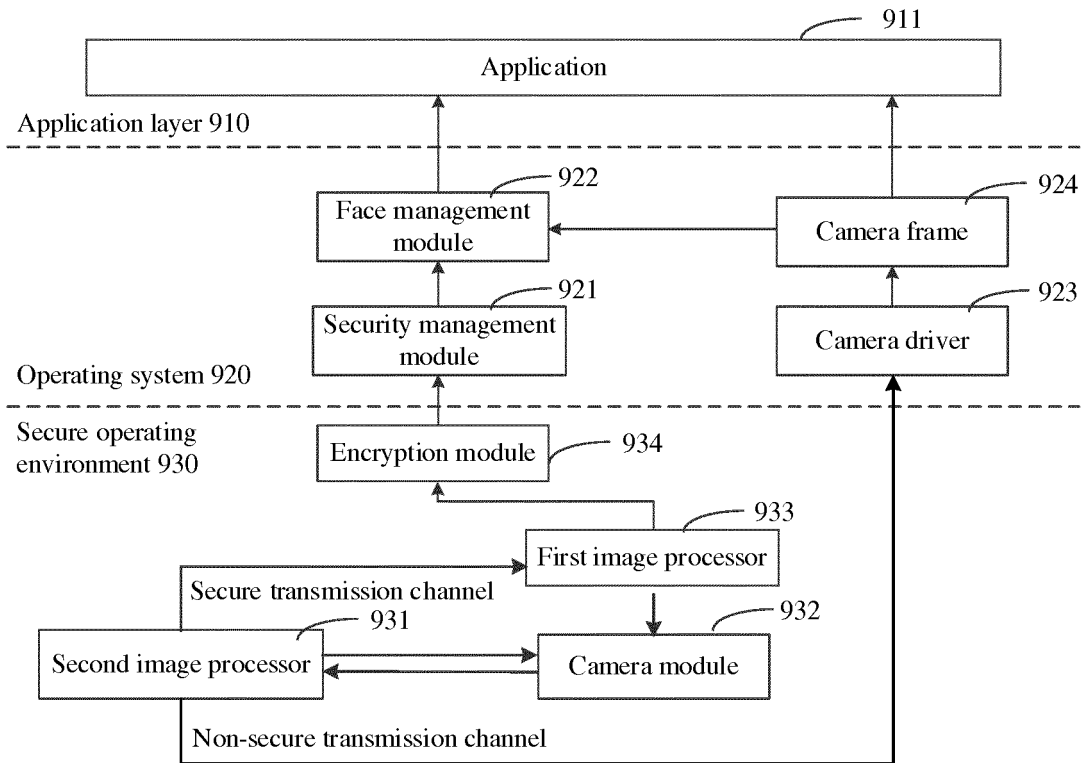 911
Application
Application layer 910
922
Face management
module
924
Camera frame
921
Security management
module
923
Camera driver
Operating system 920
Secure operating
environment 930
Encryption module
934
933
First image processor
Secure transmission channel
931
Second image processor
932
Camera module
Non-secure transmission channel